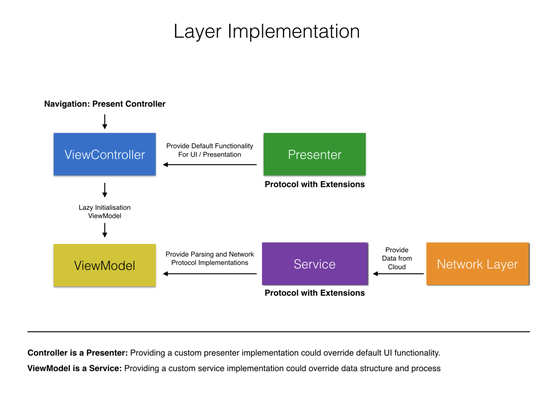 Layer Implementation
Navigation: Present Controller
ViewController
Provide Default Functionality
For UI / Presentation
Presenter
Protocol with Extensions
Lazy Initialisation
ViewModel
ViewModel
Provide Parsing and Network
Protocol Implementations
Service
Protocol with Extensions
Provide
Data from
Cloud
Network Layer
Controller is a Presenter: Providing a custom presenter implementation could override default UI functionality.
ViewModel is a Service: Providing a custom service implementation could override data structure and process